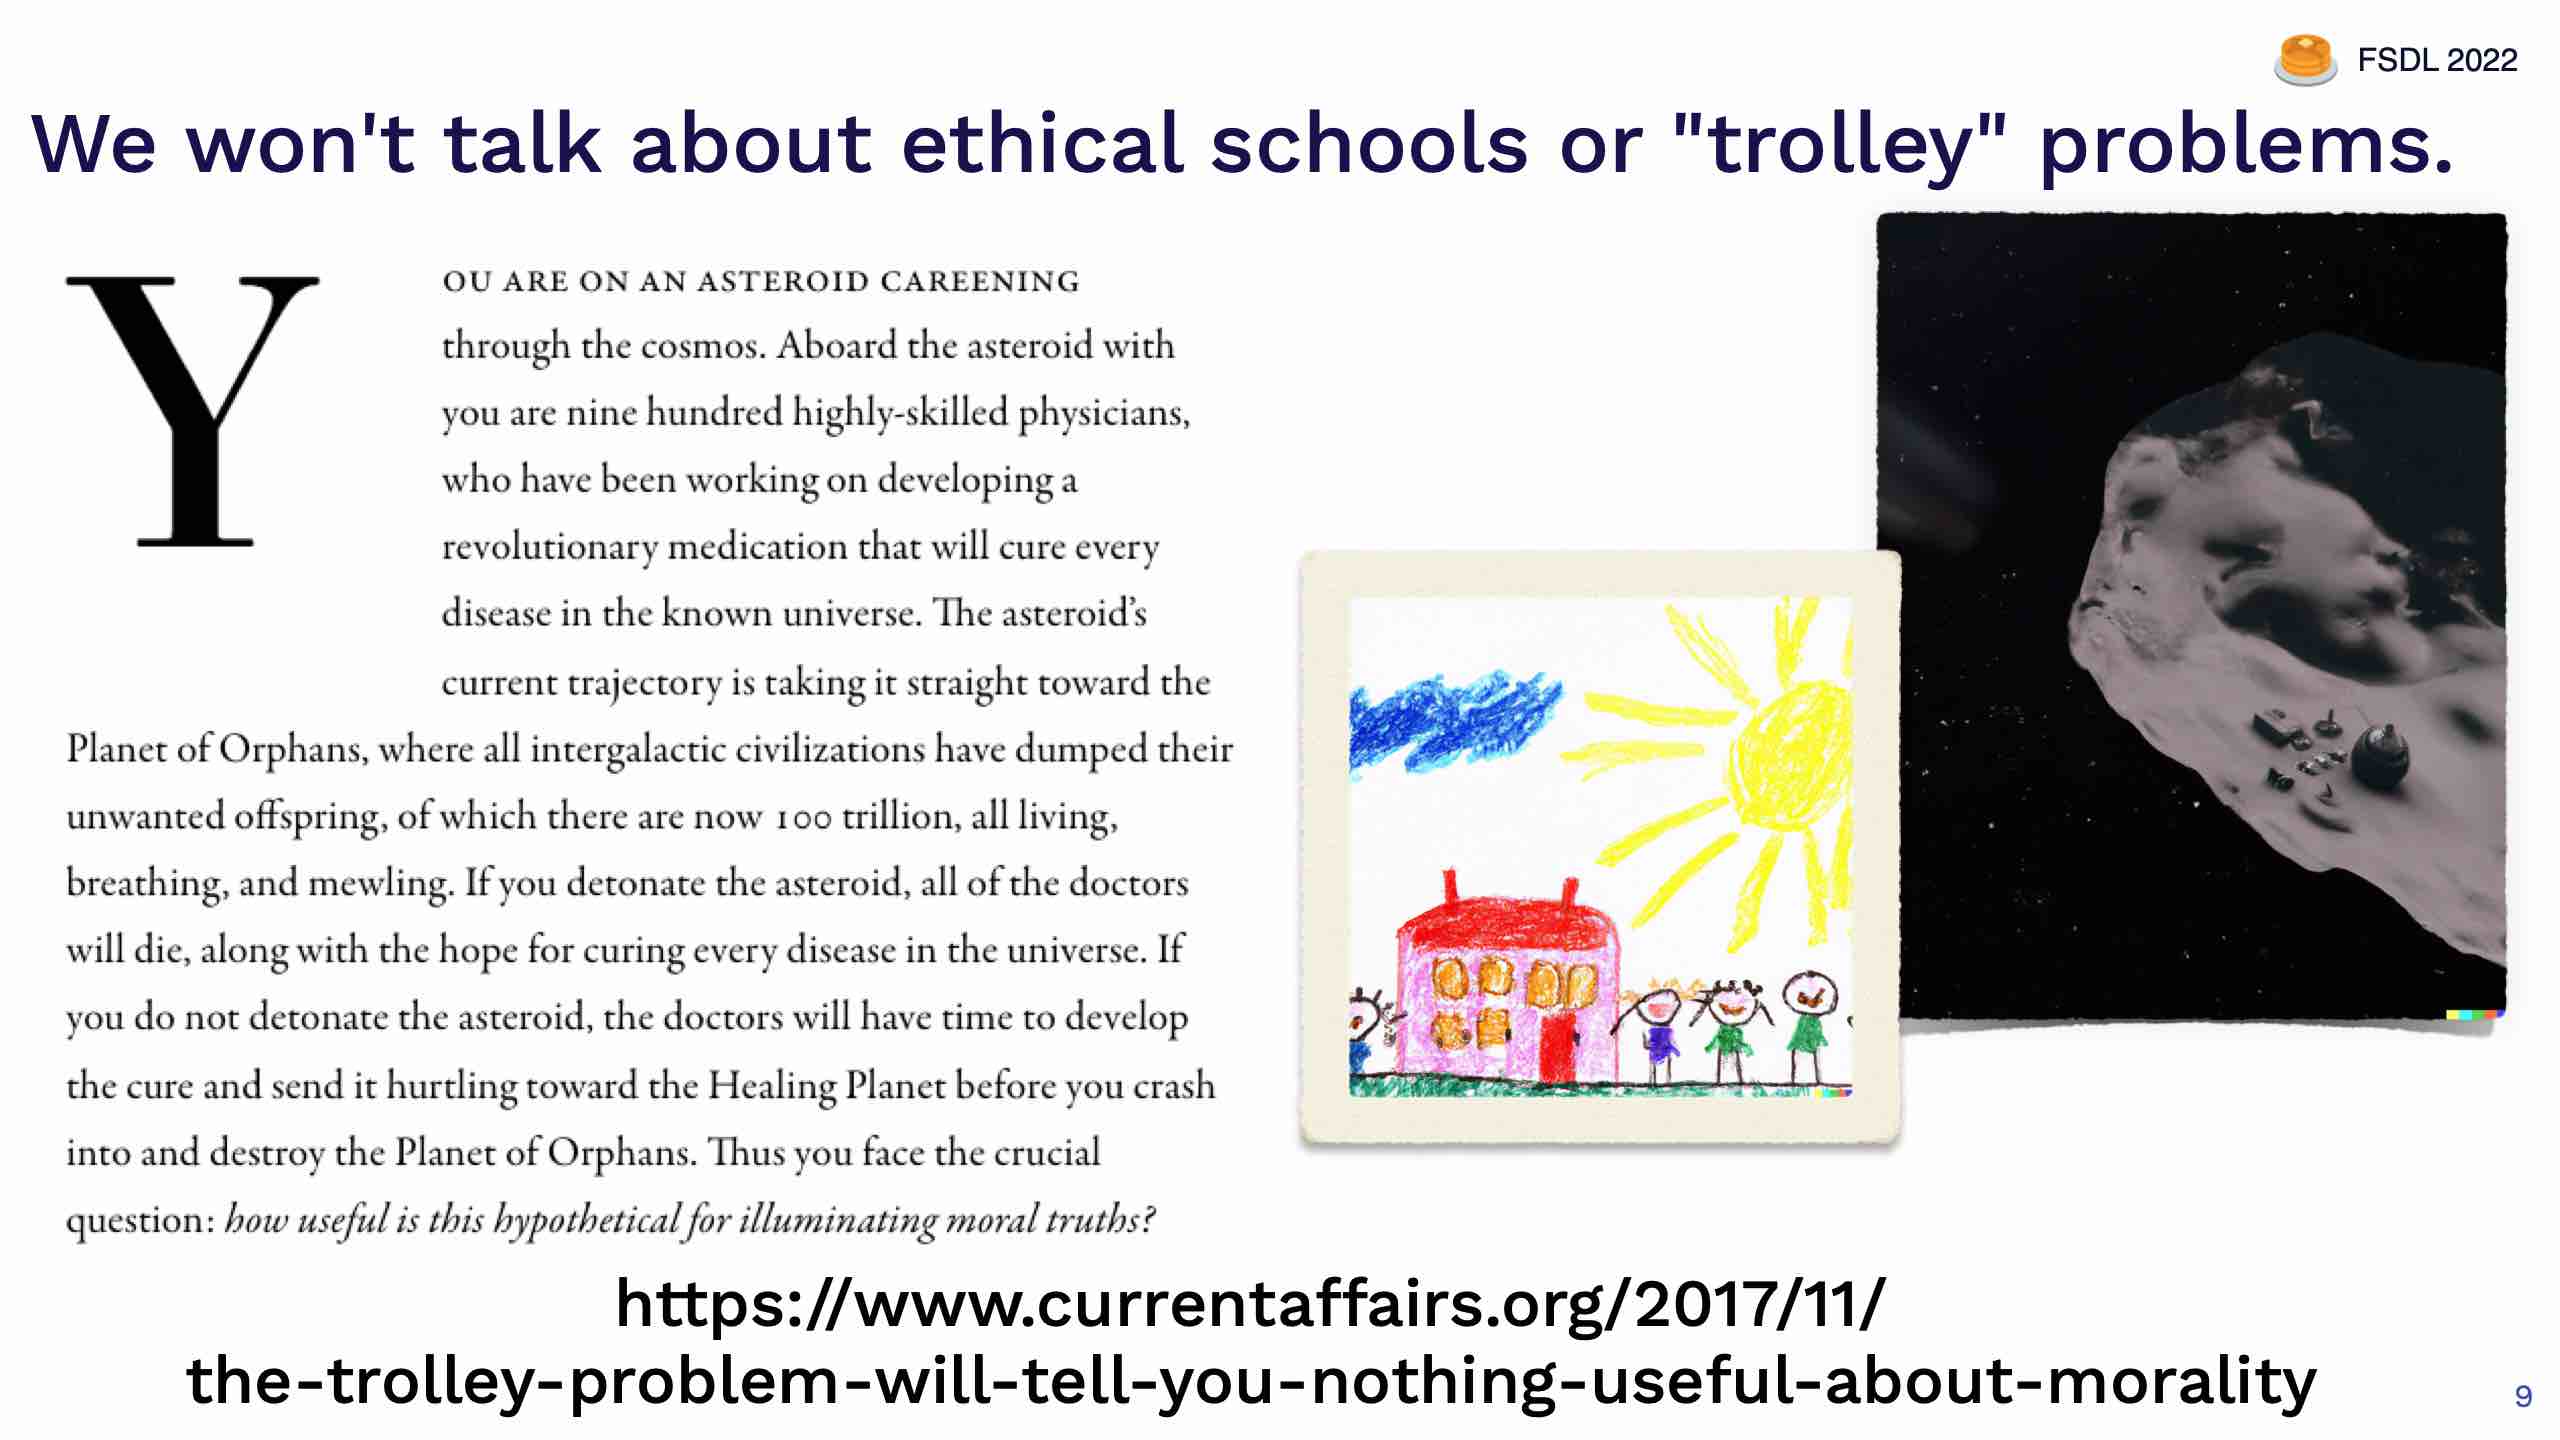 FSDL 2022
We won't talk about ethical schools or "trolley" problems.
YOU ARE ON AN ASTEROID CAREENING
through the cosmos. Aboard the asteroid with
you are nine hundred highly-skilled physicians,
who have been working on developing a
revolutionary medication that will cure every
disease in the known universe. The asteroid’s
current trajectory is taking it straight toward the
Planet of Orphans, where all intergalactic civilizations have dumped their
unwanted offspring, of which there are now 100 trillion, all living,
breathing, and mewling. If you detonate the asteroid, all of the doctors
will die, along with the hope for curing every disease in the universe. If
you do not detonate the asteroid, the doctors will have time to develop
the cure and send it hurtling toward the Healing Planet before you crash
into and destroy the Planet of Orphans. Thus you face the crucial
question: how useful is this hypothetical for illuminating moral truths?
https://www.currentaffairs.org/2017/11/
the-trolley-problem-will-tell-you-nothing-useful-about-morality
9